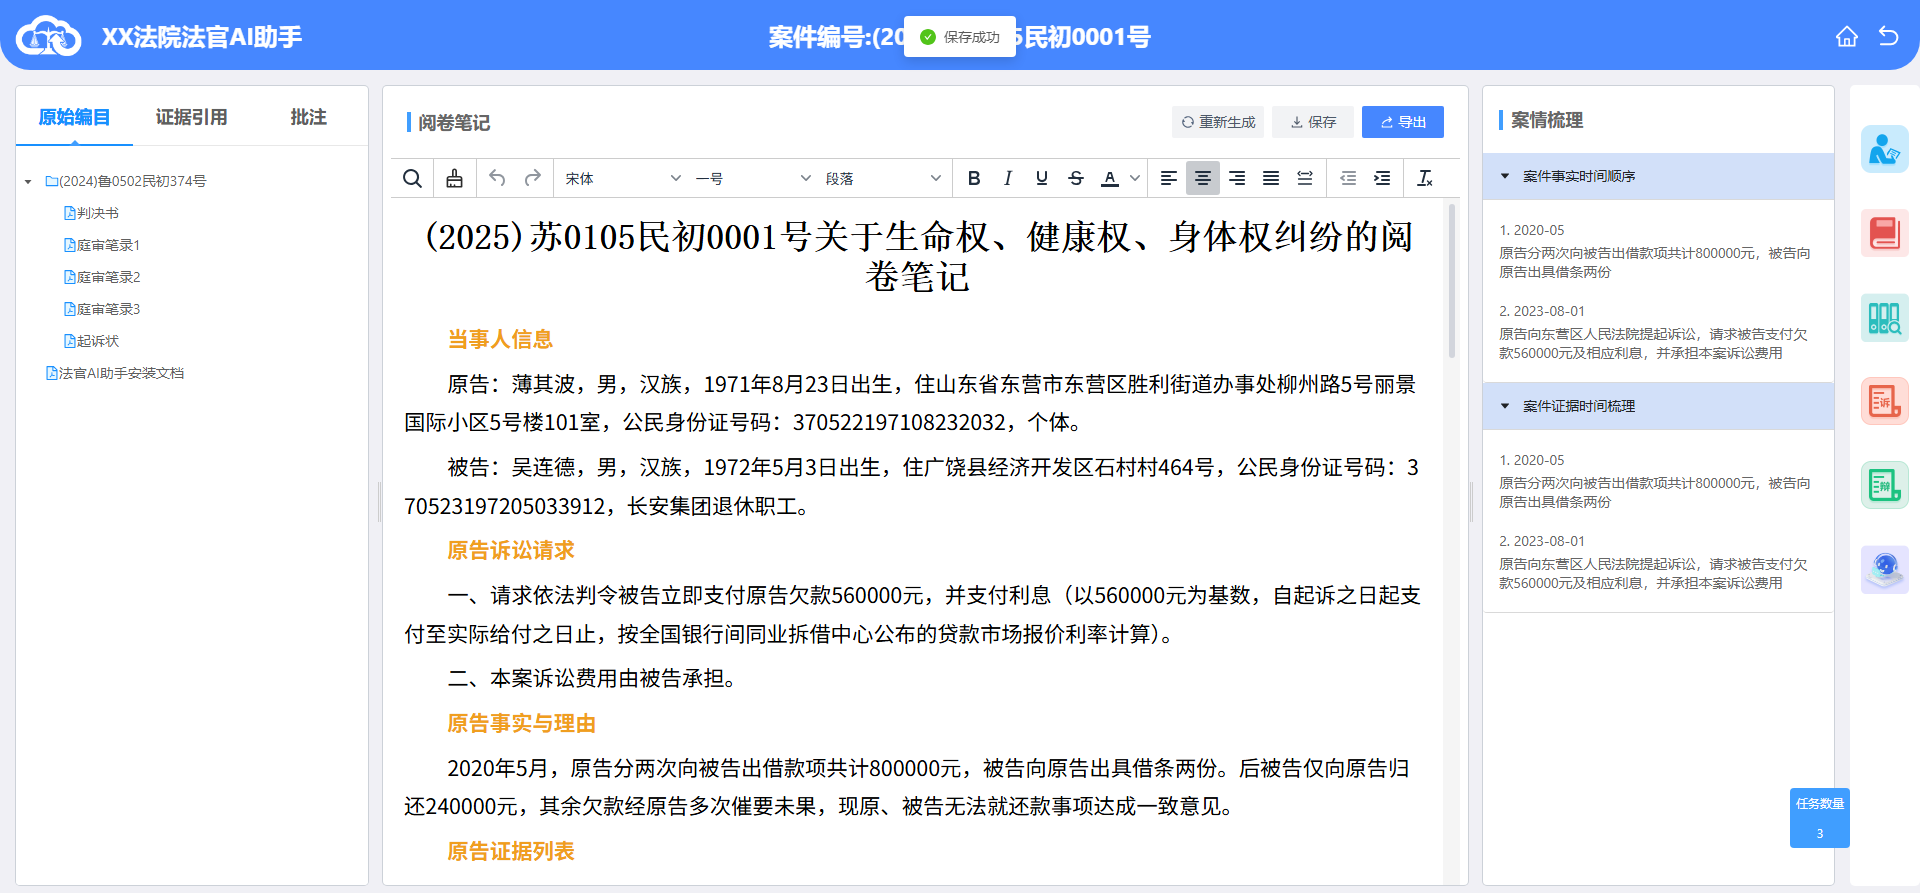 XX法院法官AI助手
案件编号:(20
保存成功
5民初0001号
原始编目
证据引用
批注
(2024)鲁0502民初374号
判决书
庭审笔录1
庭审笔录2
庭审笔录3
起诉状
法官AI助手安装文档
阅卷笔记
重新生成
保存
导出
宋体
一号
段落
(2025)苏0105民初0001号关于生命权、健康权、身体权纠纷的阅
卷笔记
当事人信息
原告：薄其波，男，汉族，1971年8月23日出生，住山东省东营市东营区胜利街道办事处柳州路5号丽景
国际小区5号楼101室，公民身份证号码：370522197108232032，个体。
被告：吴连德，男，汉族，1972年5月3日出生，住广饶县经济开发区石村村464号，公民身份证号码：3
70523197205033912，长安集团退休职工。
原告诉讼请求
一、请求依法判令被告立即支付原告欠款560000元，并支付利息（以560000元为基数，自起诉之日起支
付至实际给付之日止，按全国银行间同业拆借中心公布的贷款市场报价利率计算）。
二、本案诉讼费用由被告承担。
原告事实与理由
2020年5月，原告分两次向被告出借款项共计800000元，被告向原告出具借条两份。后被告仅向原告归
还240000元，其余欠款经原告多次催要未果，现原、被告无法就还款事项达成一致意见。
原告证据列表
案情梳理
案件事实时间顺序
1. 2020-05
原告分两次向被告出借款项共计800000元，被告向
原告出具借条两份
2. 2023-08-01
原告向东营区人民法院提起诉讼，请求被告支付欠
款560000元及相应利息，并承担本案诉讼费用
案件证据时间梳理
1. 2020-05
原告分两次向被告出借款项共计800000元，被告向
原告出具借条两份
2. 2023-08-01
原告向东营区人民法院提起诉讼，请求被告支付欠
款560000元及相应利息，并承担本案诉讼费用
诉
辩
任务数量
3